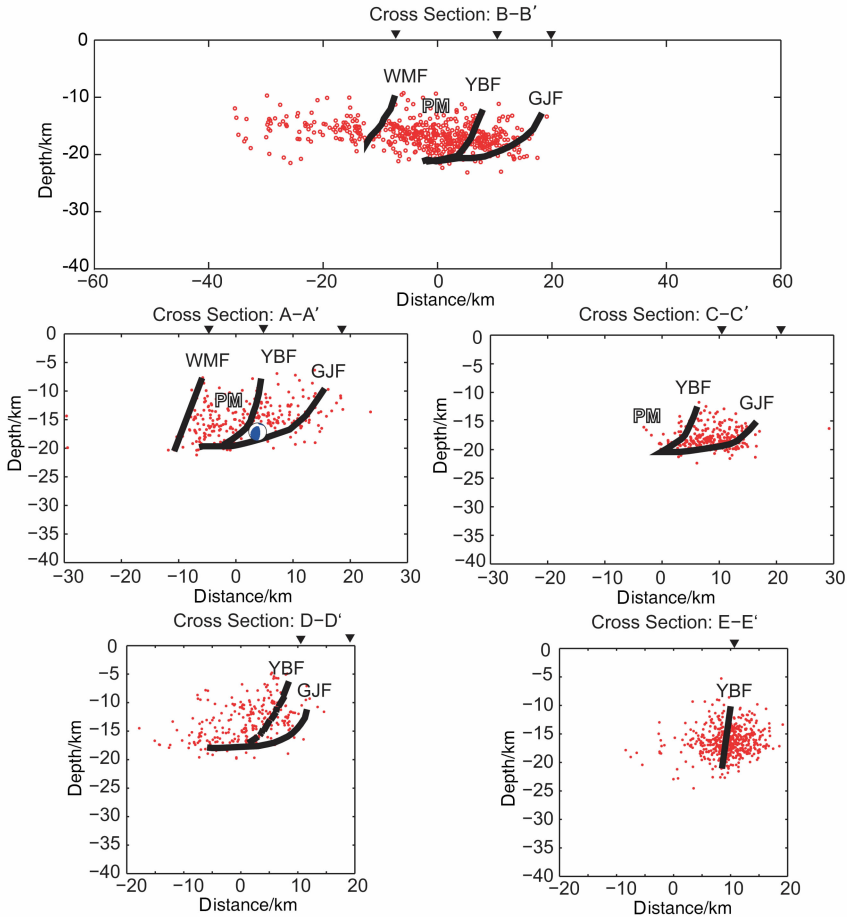 Cross Section: B−B′
0
−10
−20
−30
−40
Depth/km
WMF
PM
YBF
GJF
−60 −40 −20 0 20 40 60
Distance/km
Cross Section: A−A′
0
−5
−10
−15
−20
−25
−30
−35
−40
Depth/km
WMF
PM
YBF
GJF
−30 −20 −10 0 10 20 30
Distance/km
Cross Section: C−C′
0
−5
−10
−15
−20
−25
−30
−35
−40
Depth/km
PM
YBF
GJF
−30 −20 −10 0 10 20 30
Distance/km
Cross Section: D−D‘
0
−5
−10
−15
−20
−25
−30
−35
−40
Depth/km
YBF
GJF
−20 −10 0 10 20
Distance/km
Cross Section: E−E‘
0
−5
−10
−15
−20
−25
−30
−35
−40
Depth/km
YBF
−20 −10 0 10 20
Distance/km